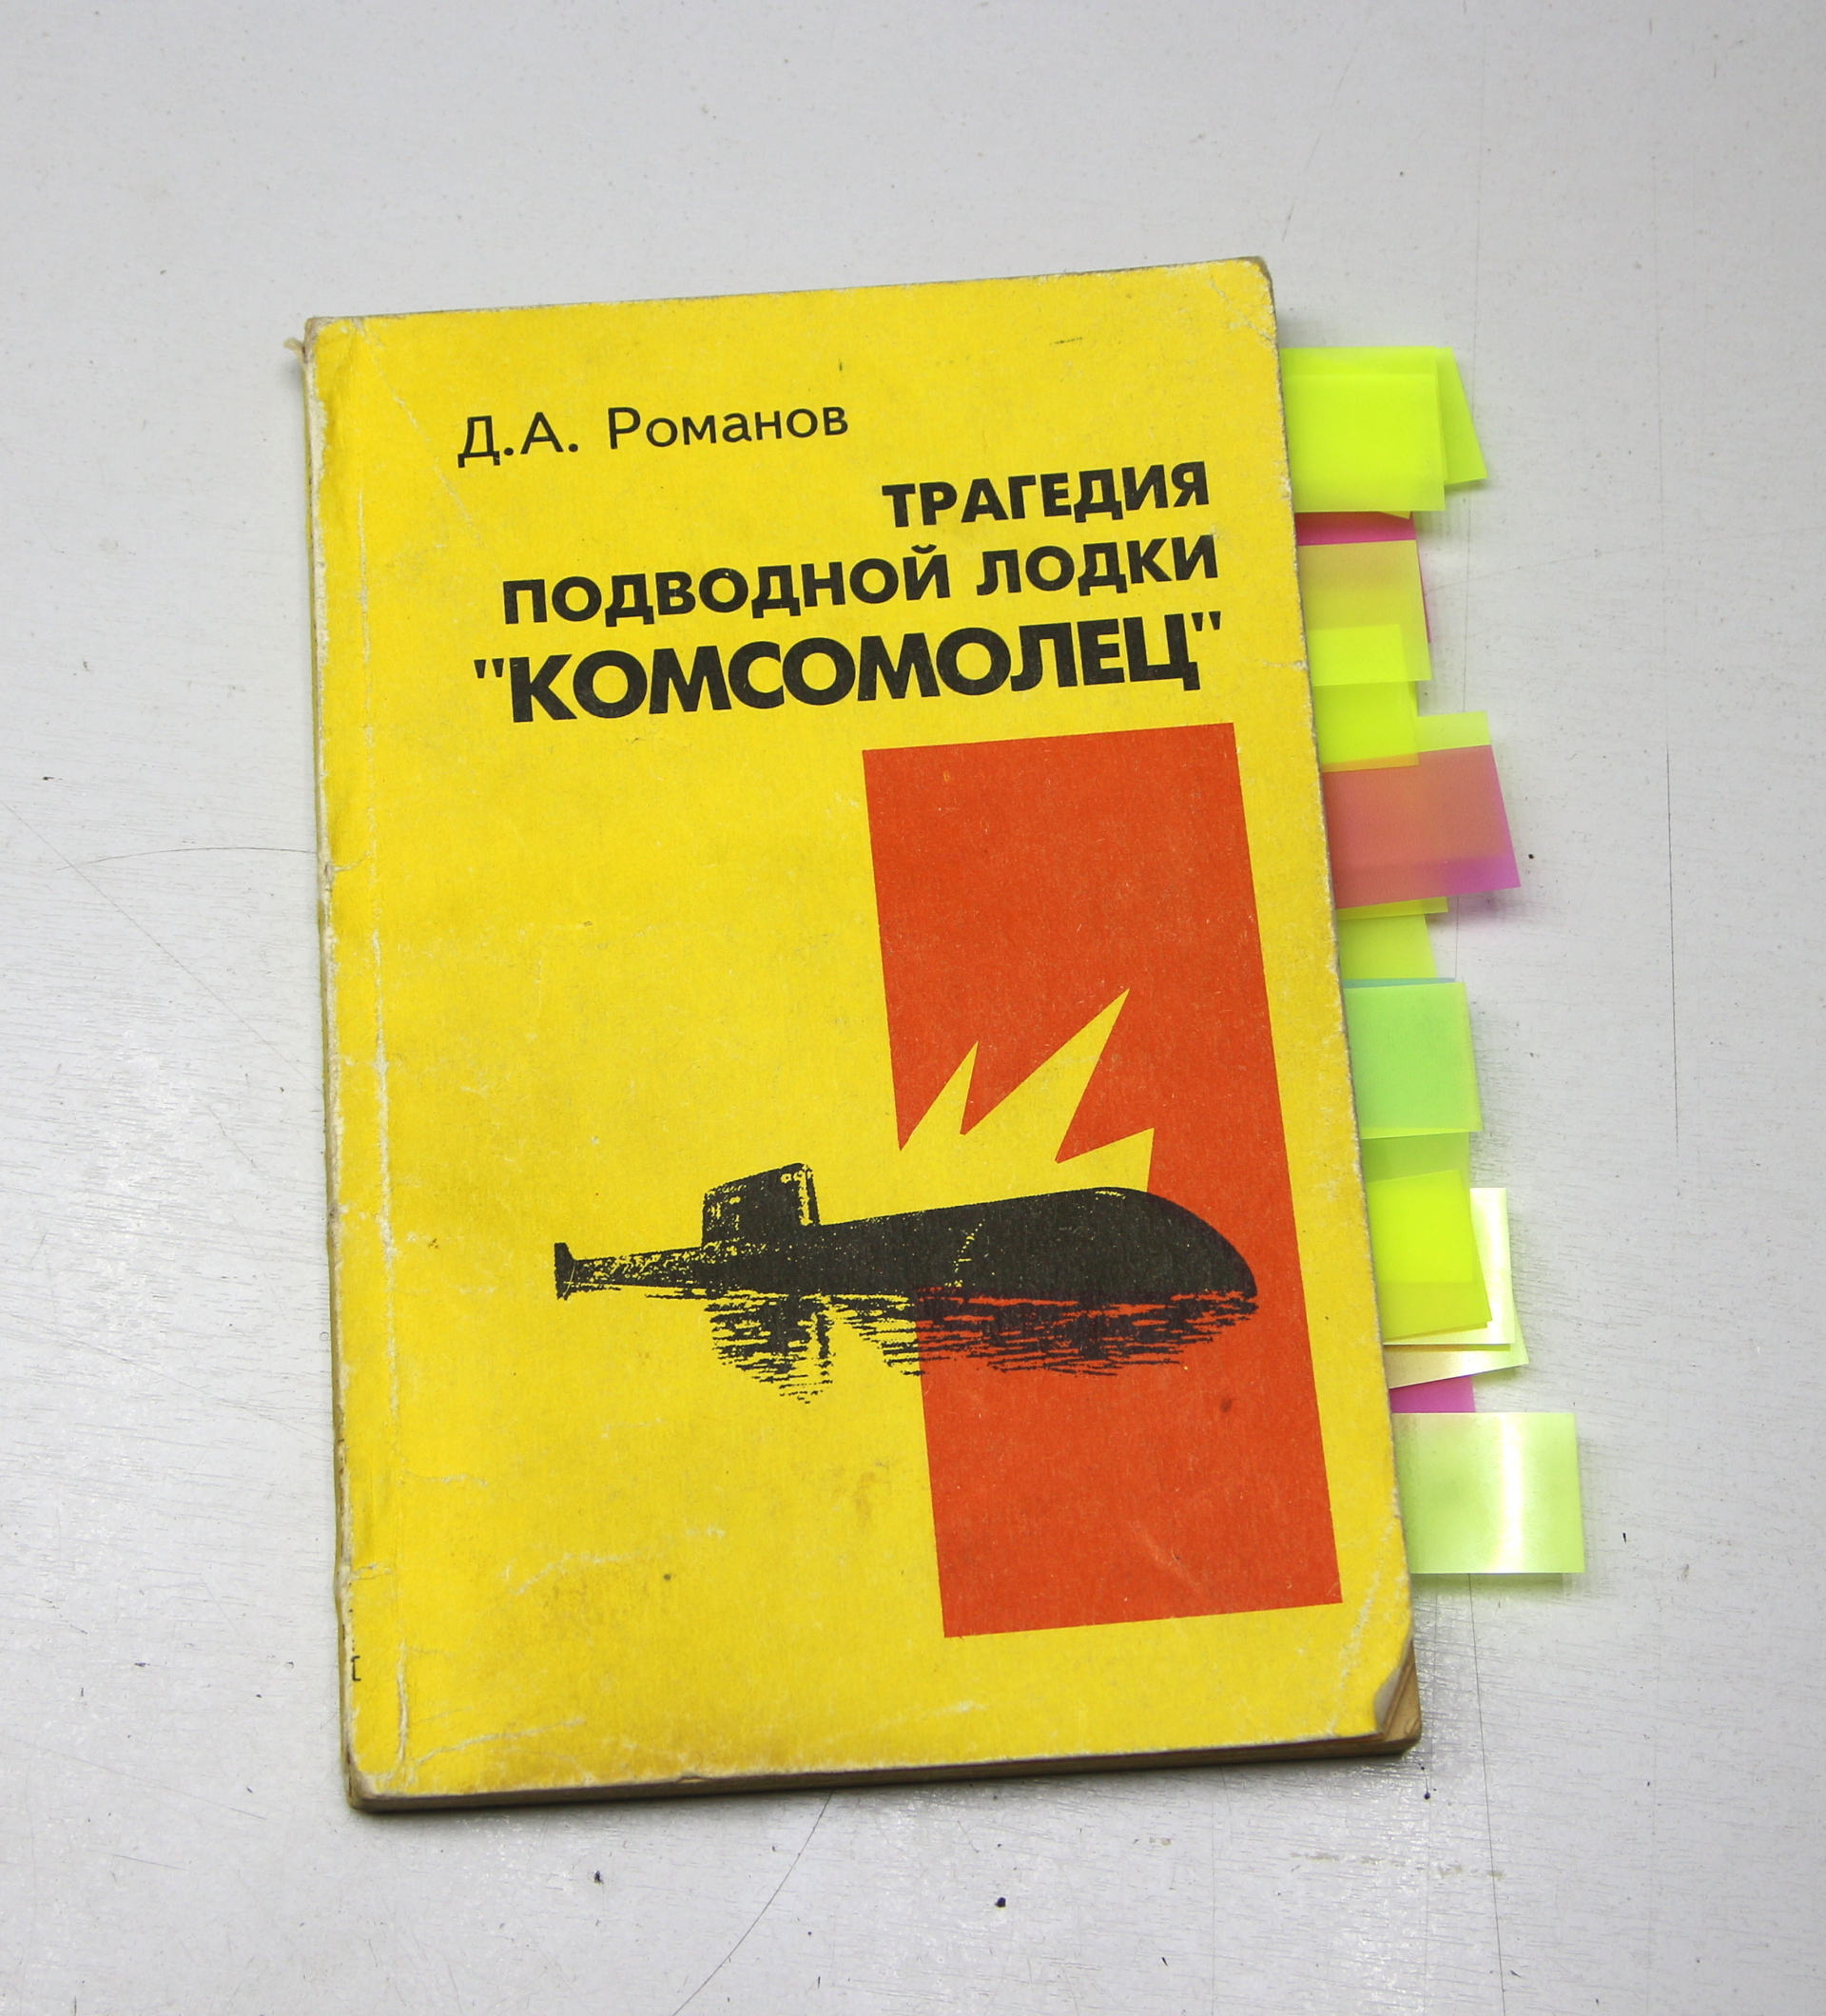 Д.А. Романов
ТРАГЕДИЯ
ПОДВОДНОЙ ЛОДКИ
"КОМСОМОЛЕЦ"